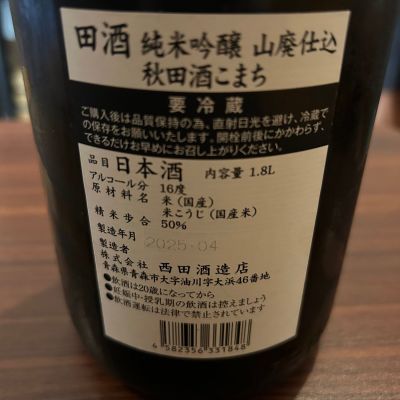 田酒 純米吟醸 山廃仕込
秋田酒こまち
要冷蔵
ご購入後は品質保持の為、直射日光を避け、冷蔵で
の保存をお願いいたします。開栓前後にかかわらず、
できるだけお早めにお召し上がりください。
品目 日本酒 内容量 1.8L
アルコール分 16度
原材料名 米(国産)
米こうじ(国産米)
精米歩合 50%
製造年月 2025.04
製造者
株式会社 西田酒造店
青森県青森市大字油川字大浜46番地
●飲酒は20歳になってから
●妊娠中・授乳期の飲酒は控えましょう
●飲酒運転は法律で禁止されています
4 582356 331848